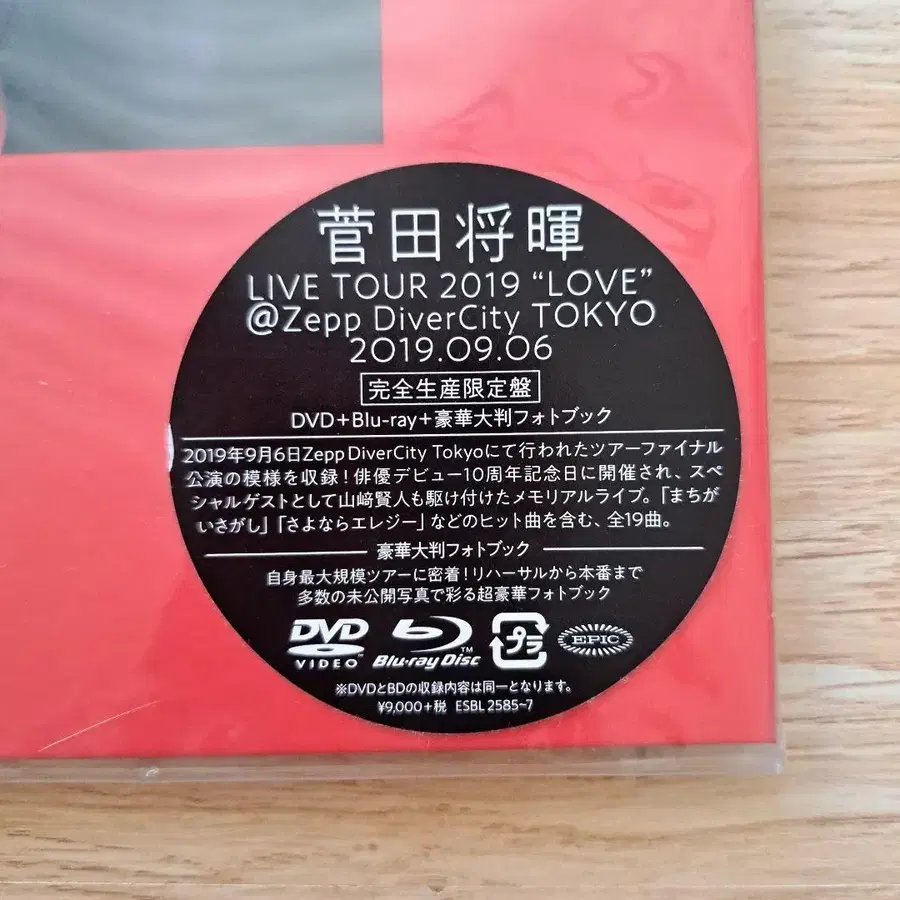 菅田将暉
LIVE TOUR 2019 “LOVE”
@Zepp DiverCity TOKYO
2019.09.06
完全生産限定盤
DVD+Blu-ray+豪華大判フォトブック
2019年9月6日Zepp DiverCity Tokyoにて行われたツアーファイナル
公演の模様を収録！俳優デビュー10周年記念日に開催され、スペ
シャルゲストとして山﨑賢人も駆け付けたメモリアルライブ。「まちが
いさがし」「さよならエレジー」などのヒット曲を含む、全19曲。
豪華大判フォトブック
自身最大規模ツアーに密着！リハーサルから本番まで
多数の未公開写真で彩る超豪華フォトブック
DVD VIDEO Blu-ray Disc™ プラ EPIC
※DVDとBDの収録内容は同一となります。
¥9,000+税 ESBL 2585~7